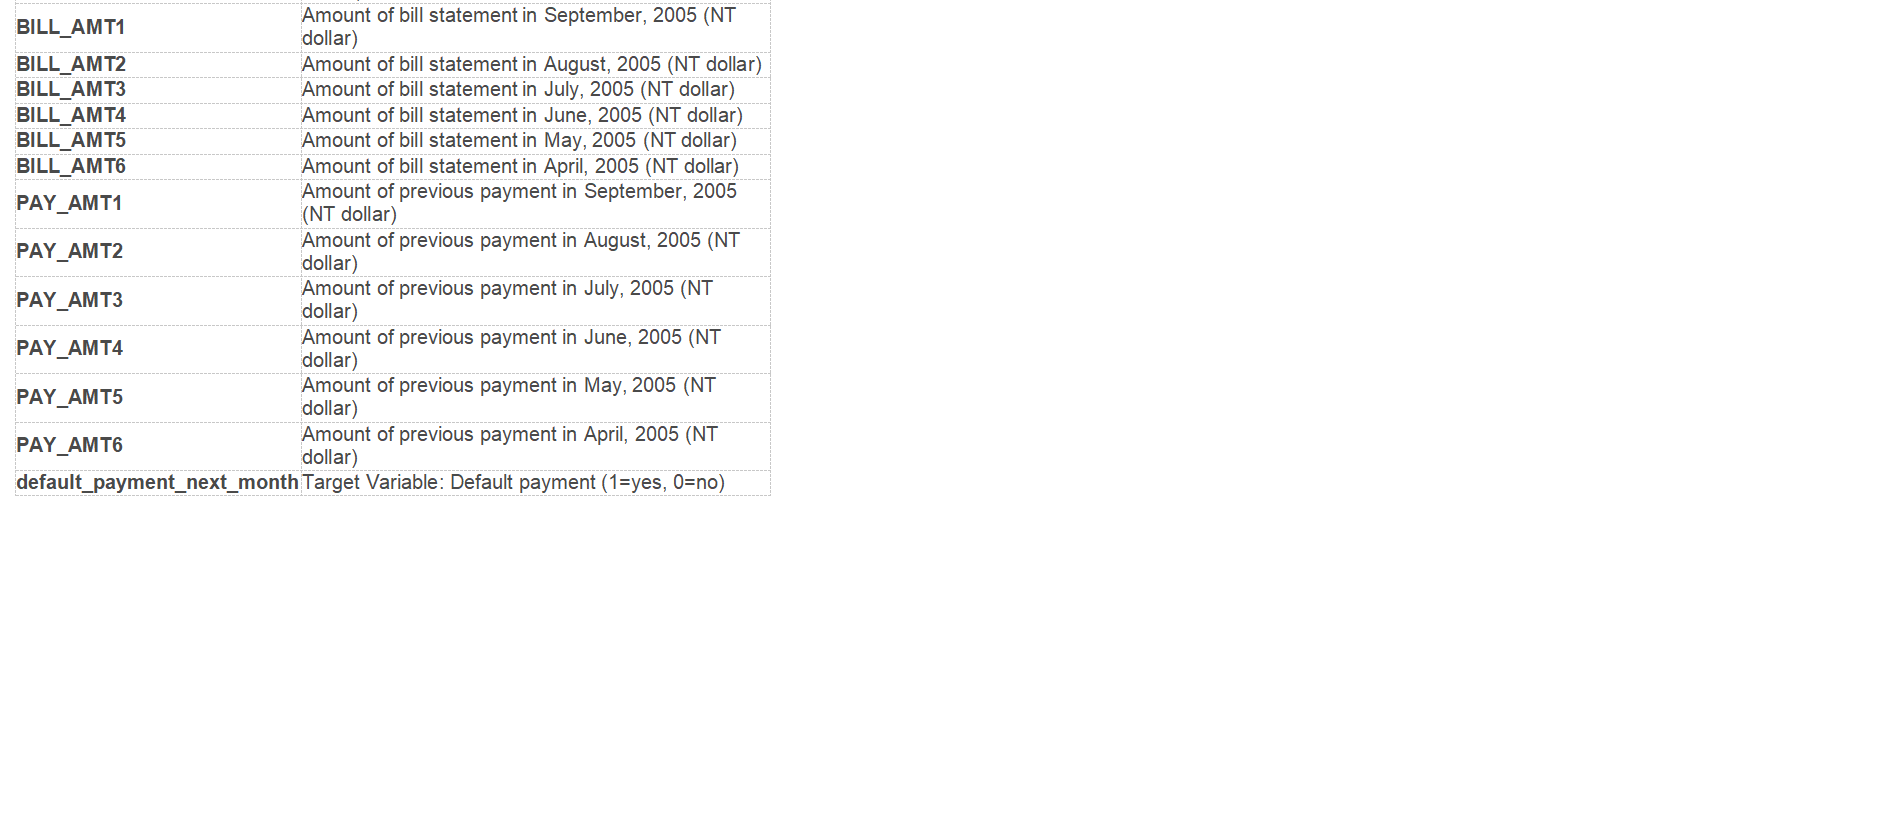 BILL_AMT1
Amount of bill statement in September, 2005 (NT
dollar)
BILL_AMT2
Amount of bill statement in August, 2005 (NT dollar)
BILL_AMT3
Amount of bill statement in July, 2005 (NT dollar)
BILL_AMT4
Amount of bill statement in June, 2005 (NT dollar)
BILL_AMT5
Amount of bill statement in May, 2005 (NT dollar)
BILL_AMT6
Amount of bill statement in April, 2005 (NT dollar)
PAY_AMT1
Amount of previous payment in September, 2005
(NT dollar)
PAY_AMT2
Amount of previous payment in August, 2005 (NT
dollar)
PAY_AMT3
Amount of previous payment in July, 2005 (NT
dollar)
PAY_AMT4
Amount of previous payment in June, 2005 (NT
dollar)
PAY_AMT5
Amount of previous payment in May, 2005 (NT
dollar)
PAY_AMT6
Amount of previous payment in April, 2005 (NT
dollar)
default_payment_next_month
Target Variable: Default payment (1=yes, 0=no)